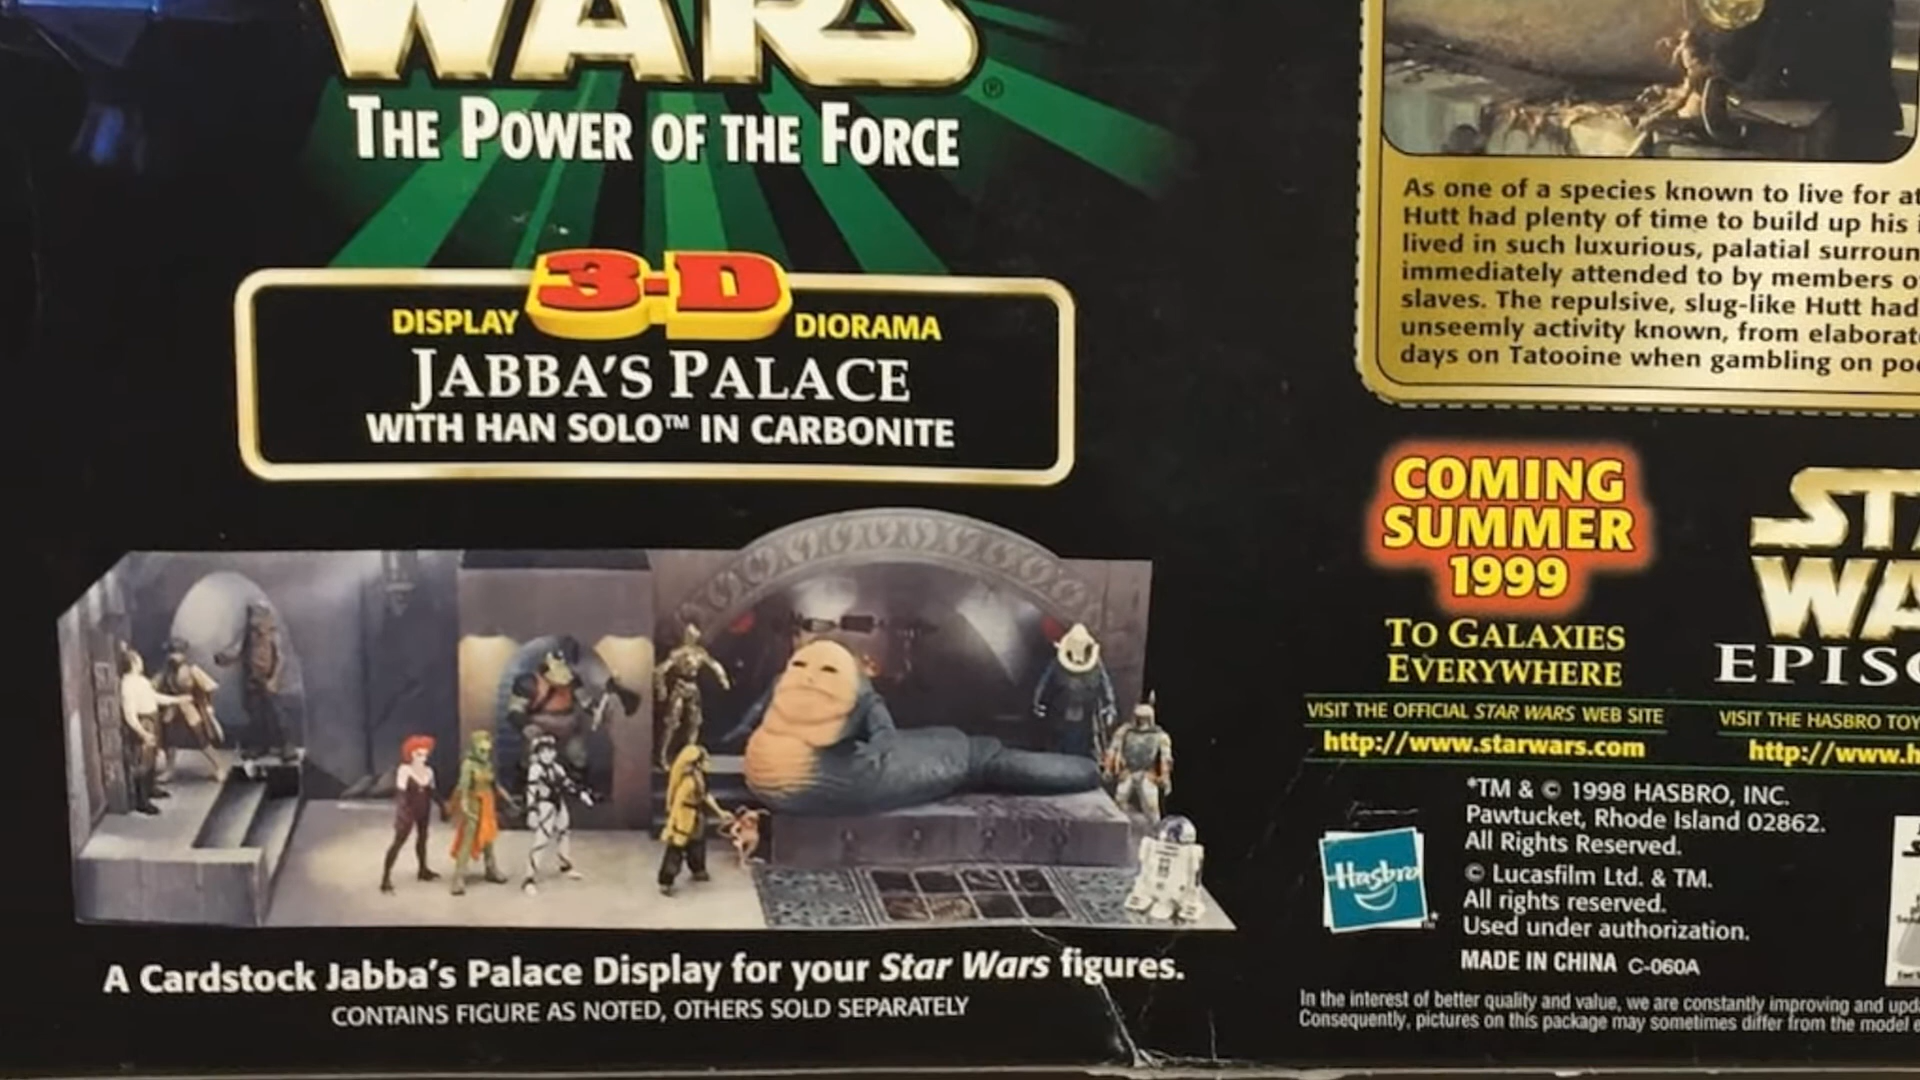 WARS®
THE POWER OF THE FORCE
3-D
DISPLAY DIORAMA
JABBA'S PALACE
WITH HAN SOLO™ IN CARBONITE
A Cardstock Jabba's Palace Display for your Star Wars figures.
CONTAINS FIGURE AS NOTED, OTHERS SOLD SEPARATELY
As one of a species known to live for
Hutt had plenty of time to build up his
lived in such luxurious, palatial
immediately attended to by members
slaves. The repulsive, slug-like Hutt had
unseemly activity known, from
days on Tatooine when gambling on
COMING
SUMMER
1999
TO GALAXIES
EVERYWHERE
VISIT THE OFFICIAL STAR WARS WEB SITE
http://www.starwars.com
VISIT THE HASBRO
http://www.h
*TM & © 1998 HASBRO, INC.
Pawtucket, Rhode Island 02862.
All Rights Reserved.
© Lucasfilm Ltd. & TM.
All rights reserved.
Used under authorization.
MADE IN CHINA C-060A
Hasbro
In the interest of better quality and value, we are constantly improving and
Consequently, pictures on this package may sometimes differ from the model